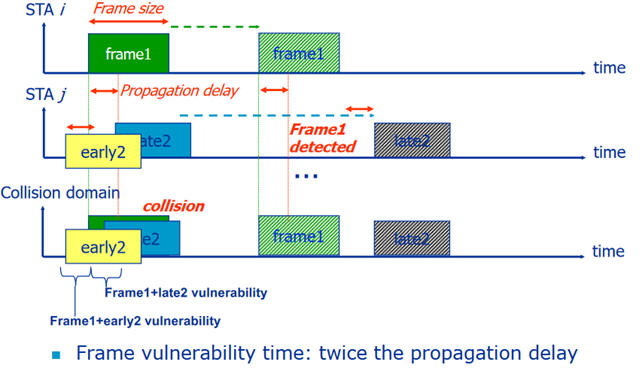 STA i
Frame size
frame1
frame1
time
STA j
Propagation delay
early2
late2
Frame1
detected
late2
time
...
Collision domain
collision
early2
e2
frame1
late2
time
Frame1+late2 vulnerability
Frame1+early2 vulnerability
Frame vulnerability time: twice the propagation delay